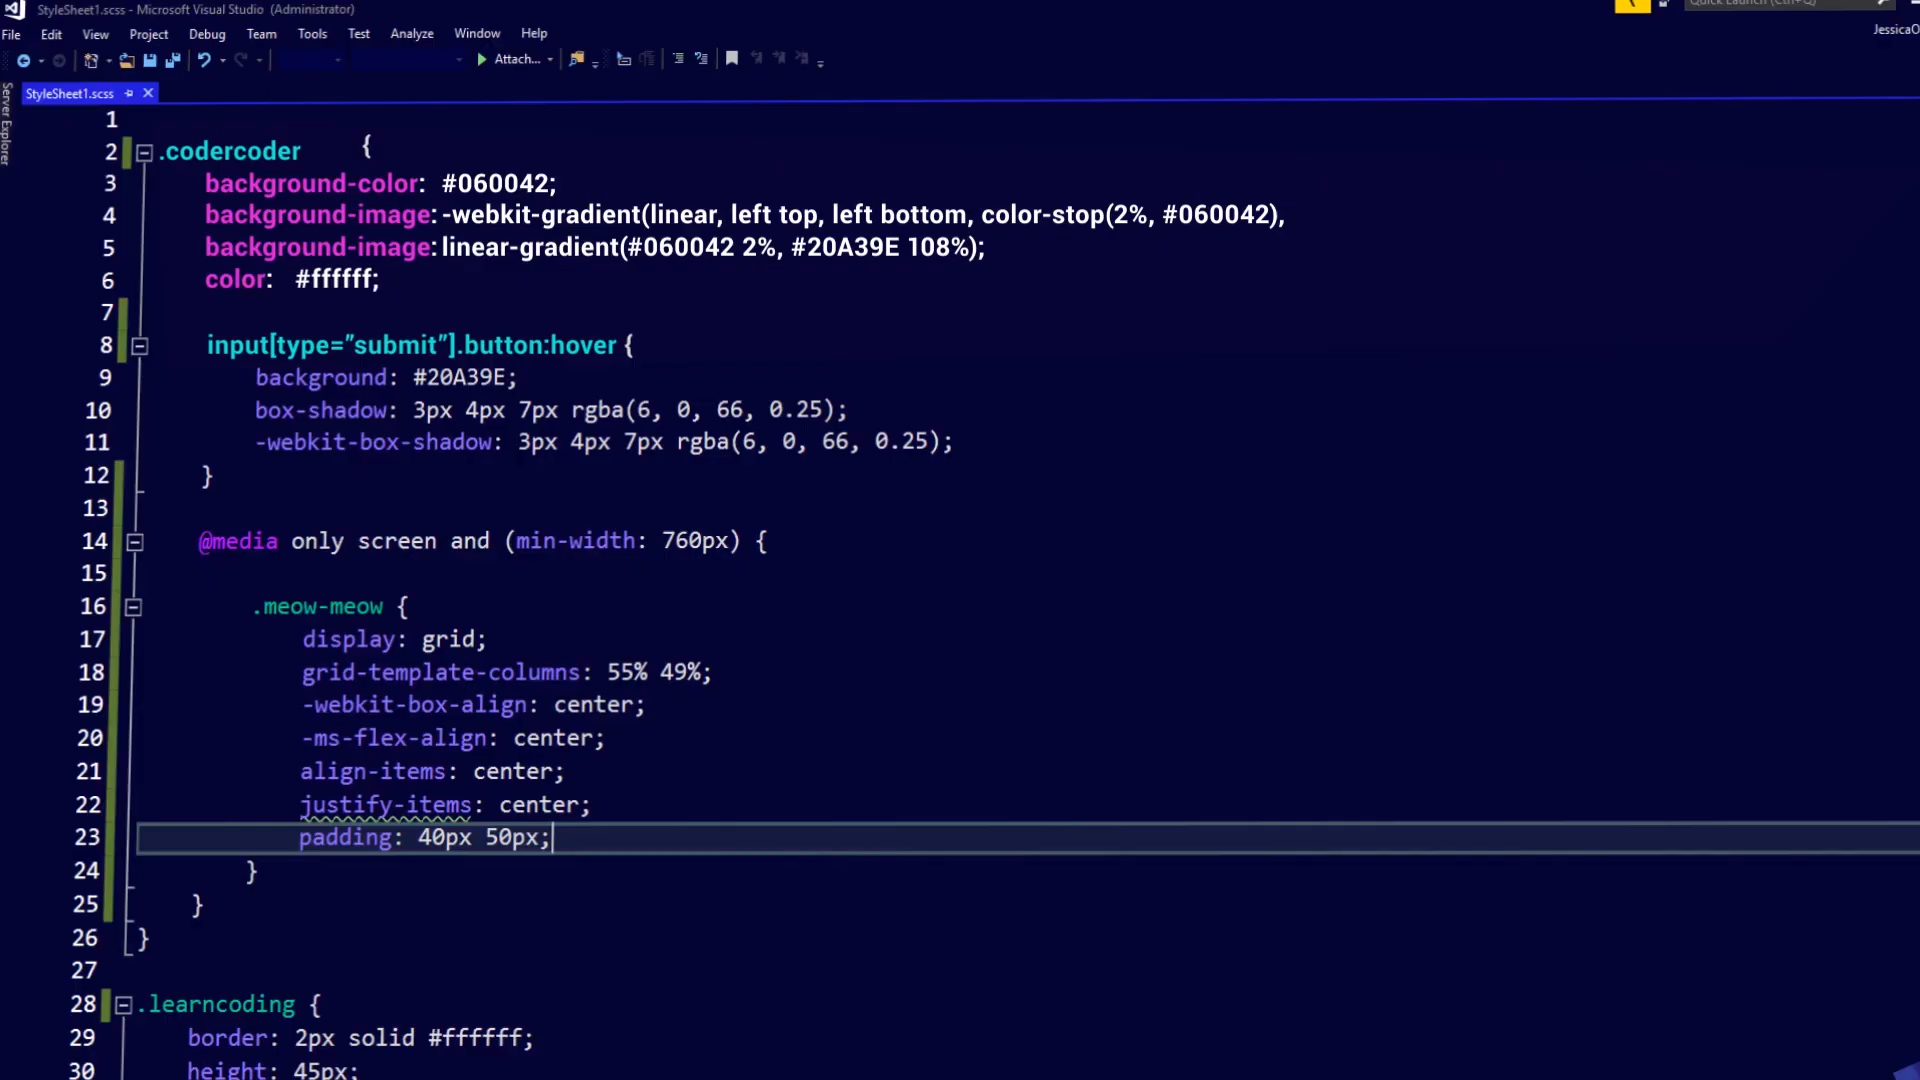 StyleSheet1.scss - Microsoft Visual Studio (Administrator)
Quick Launch (Ctrl+Q)
File Edit View Project Debug Team Tools Test Analyze Window Help
JessicaO
Attach...
Server Explorer
StyleSheet1.scss
1
2 .codercoder {
3 background-color: #060042;
4 background-image: -webkit-gradient(linear, left top, left bottom, color-stop(2%, #060042),
5 background-image: linear-gradient(#060042 2%, #20A39E 108%);
6 color: #ffffff;
7
8 input[type=”submit”].button:hover {
9 background: #20A39E;
10 box-shadow: 3px 4px 7px rgba(6, 0, 66, 0.25);
11 -webkit-box-shadow: 3px 4px 7px rgba(6, 0, 66, 0.25);
12 }
13
14 @media only screen and (min-width: 760px) {
15
16 .meow-meow {
17 display: grid;
18 grid-template-columns: 55% 49%;
19 -webkit-box-align: center;
20 -ms-flex-align: center;
21 align-items: center;
22 justify-items: center;
23 padding: 40px 50px;
24 }
25 }
26 }
27
28 .learncoding {
29 border: 2px solid #ffffff;
30 height: 45px;